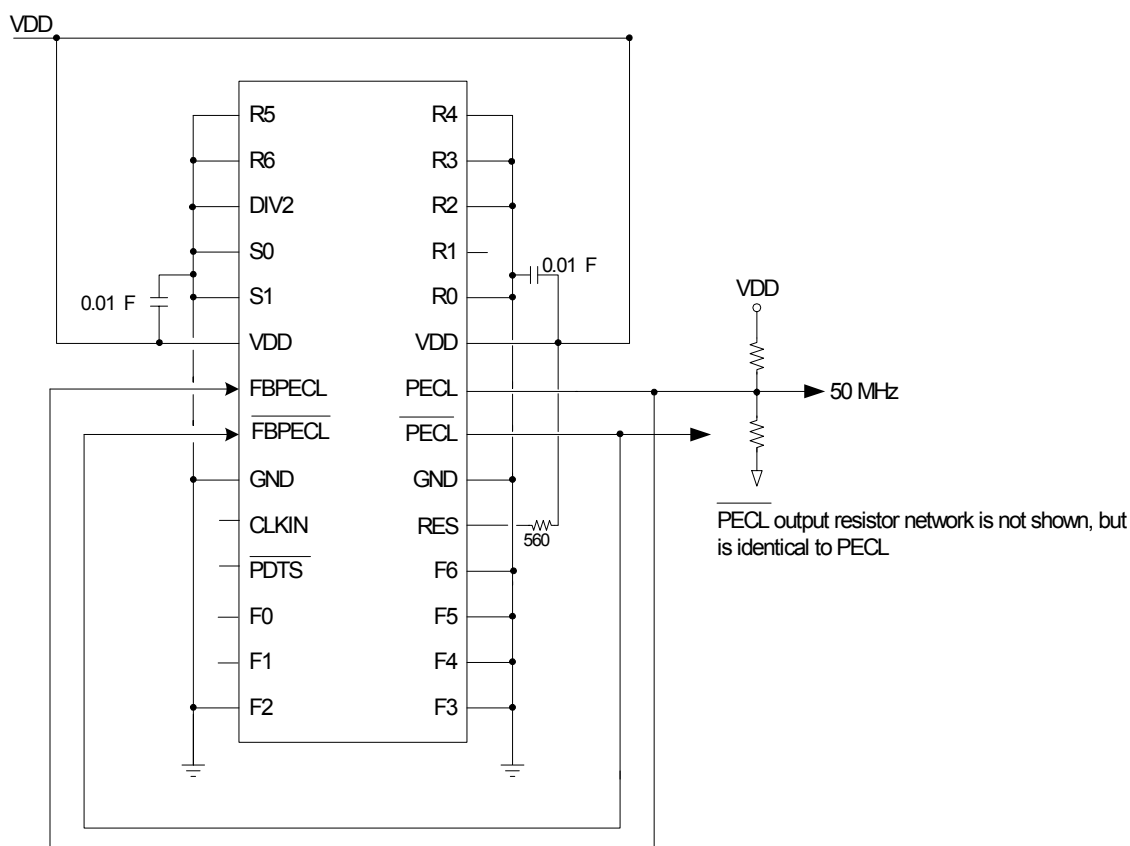 VDD
R5 R4
R6 R3
DIV2 R2
S0 R1
0.01 F
S1 R0
0.01 F
VDD
VDD VDD
FBPECL PECL
50 MHz
FBPECL PECL
GND GND
CLKIN RES
560
PECL output resistor network is not shown, but
is identical to PECL
PDTS F6
F0 F5
F1 F4
F2 F3